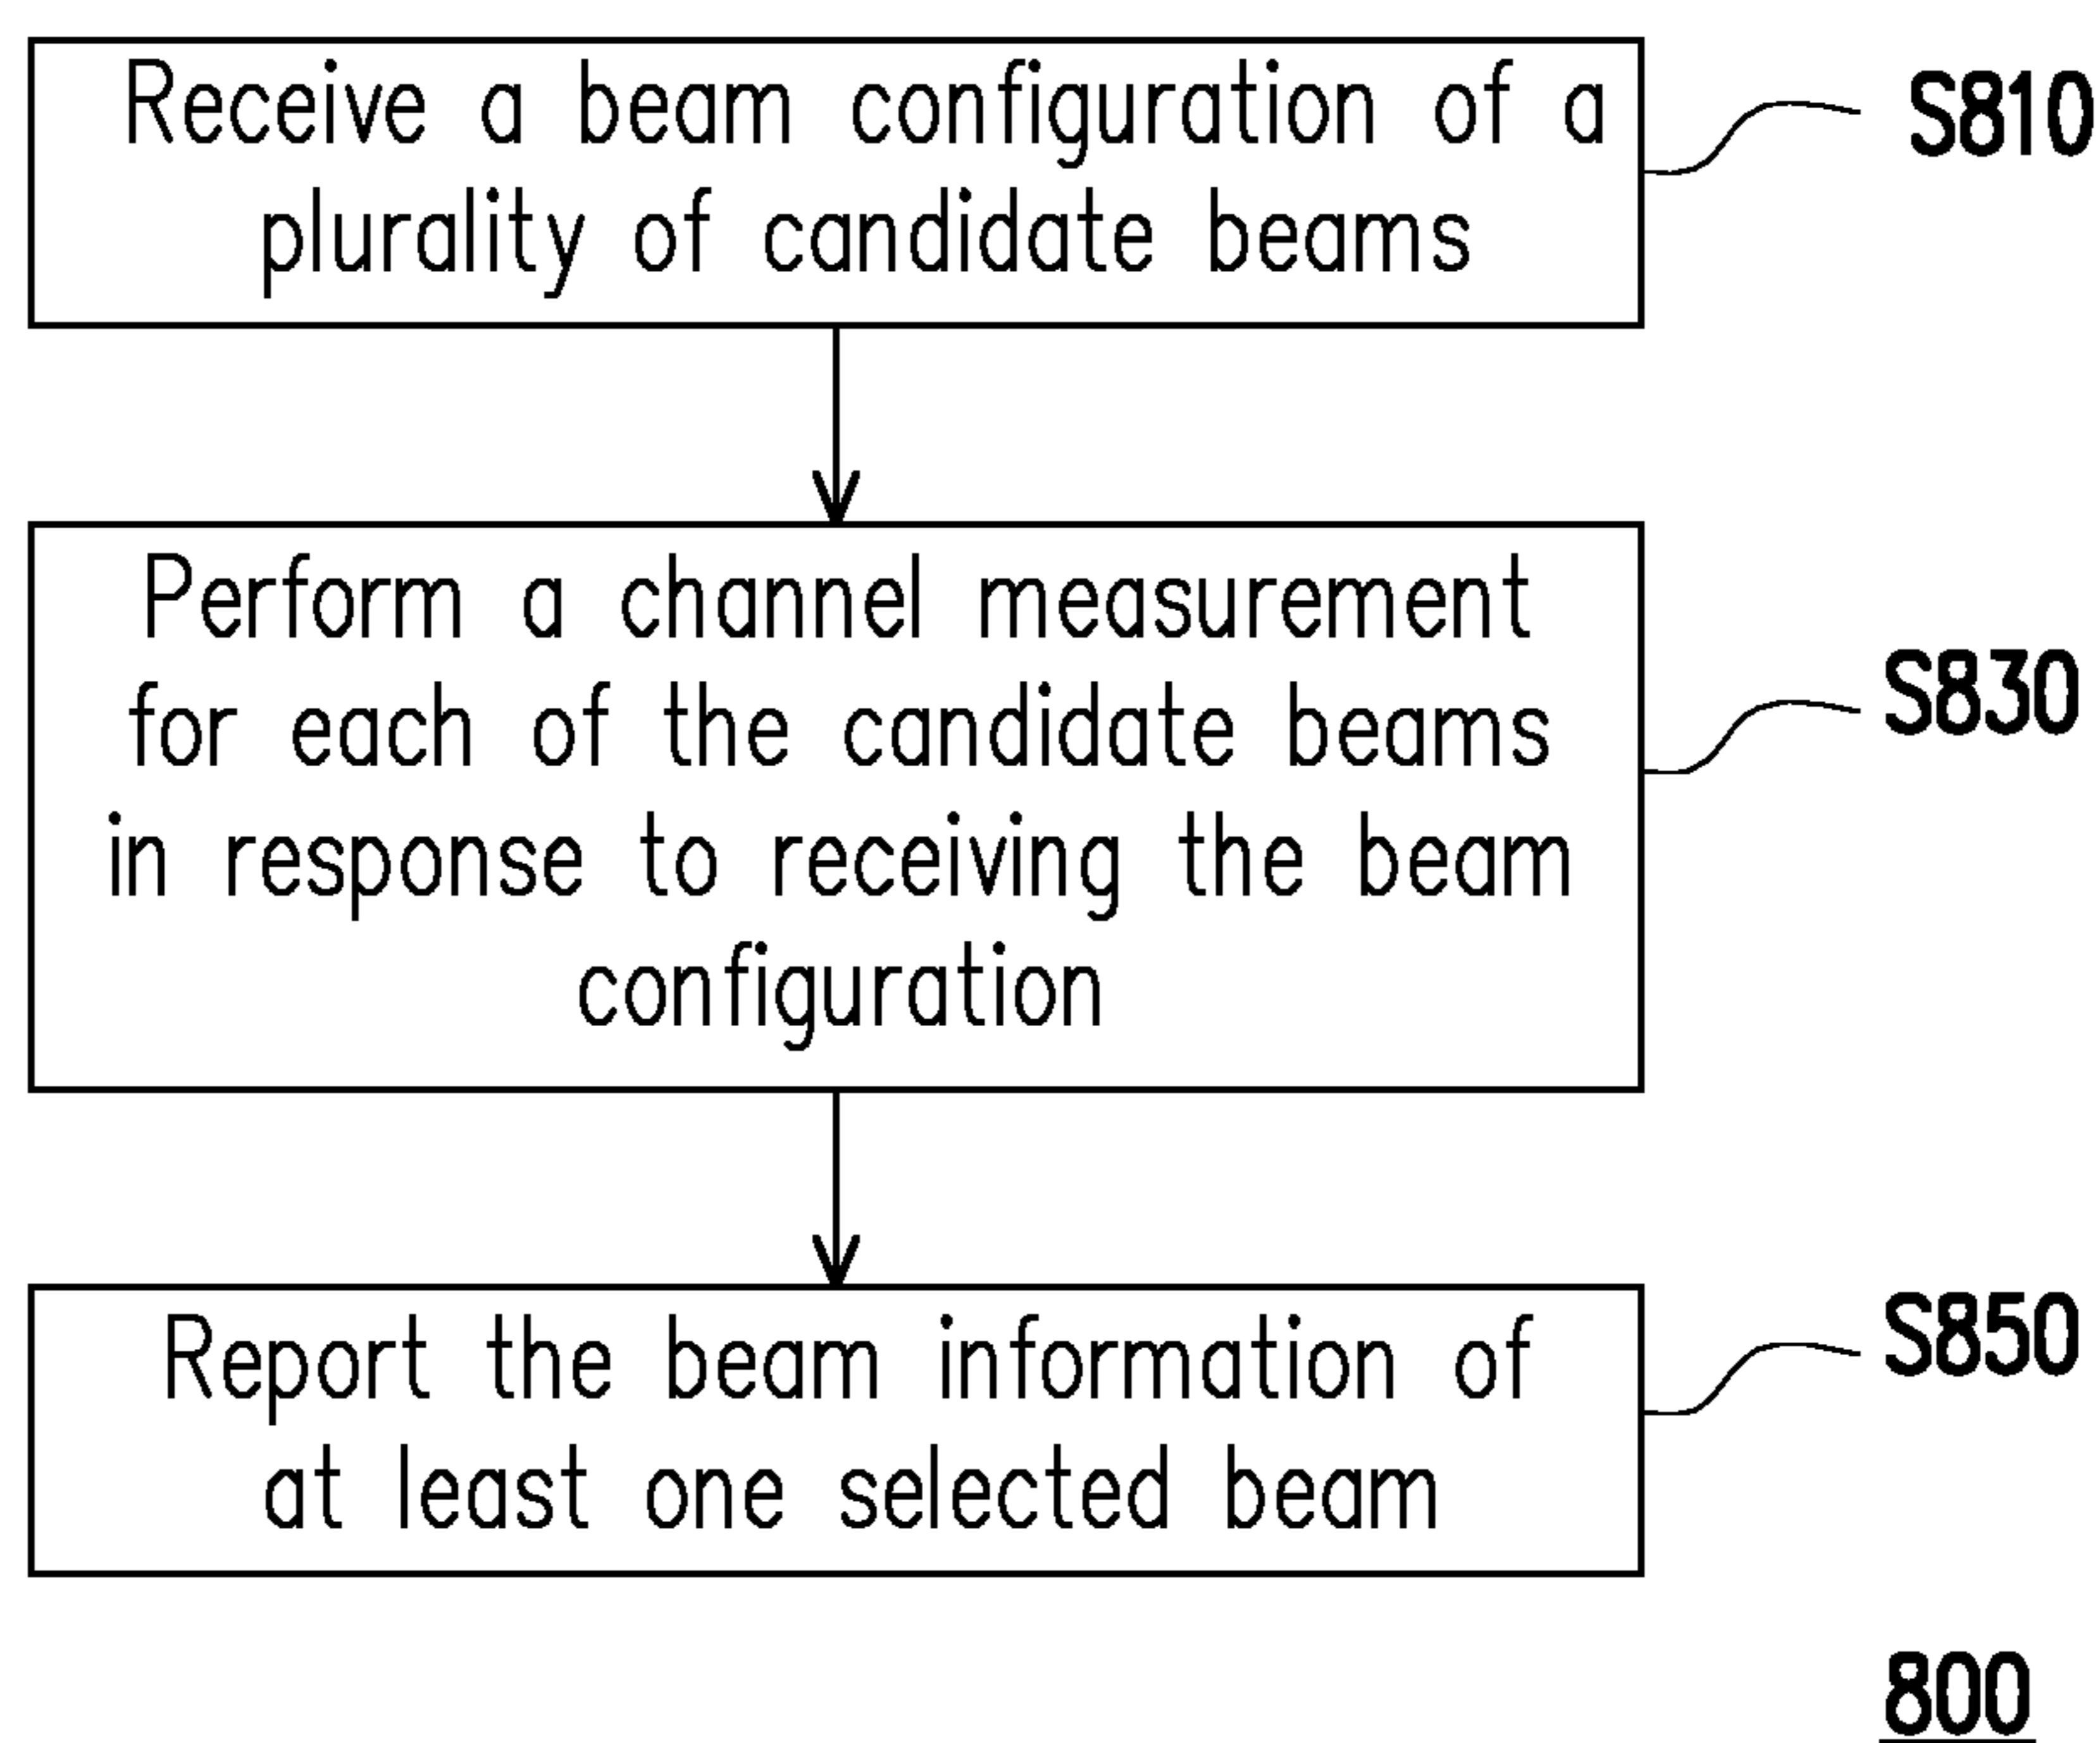 Receive a beam configuration of a
plurality of candidate beams
S810
Perform a channel measurement
for each of the candidate beams
in response to receiving the beam
configuration
S830
Report the beam information of
at least one selected beam
S850
800